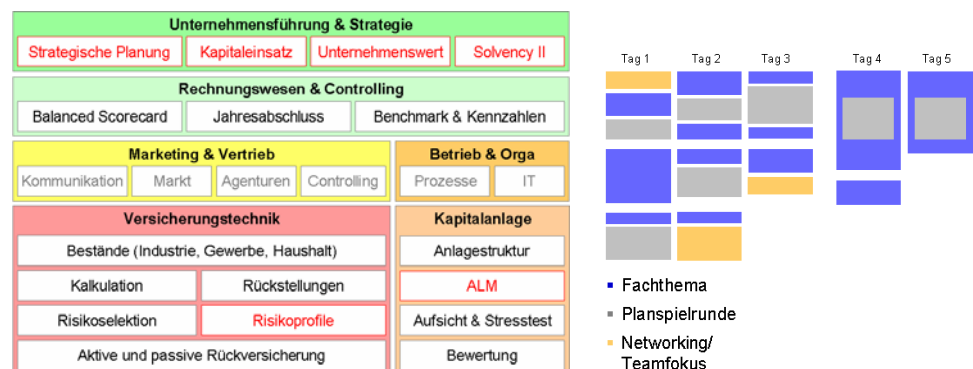 Unternehmensführung & Strategie
Strategische Planung
Kapitaleinsatz
Unternehmenswert
Solvency II
Rechnungswesen & Controlling
Balanced Scorecard
Jahresabschluss
Benchmark & Kennzahlen
Marketing & Vertrieb
Kommunikation
Markt
Agenturen
Controlling
Betrieb & Orga
Prozesse
IT
Versicherungstechnik
Bestände (Industrie, Gewerbe, Haushalt)
Kalkulation
Rückstellungen
Risikoselektion
Risikoprofile
Aktive und passive Rückversicherung
Kapitalanlage
Anlagestruktur
ALM
Aufsicht & Stresstest
Bewertung
Tag 1
Tag 2
Tag 3
Tag 4
Tag 5
Fachthema
Planspielrunde
Networking/
Teamfokus